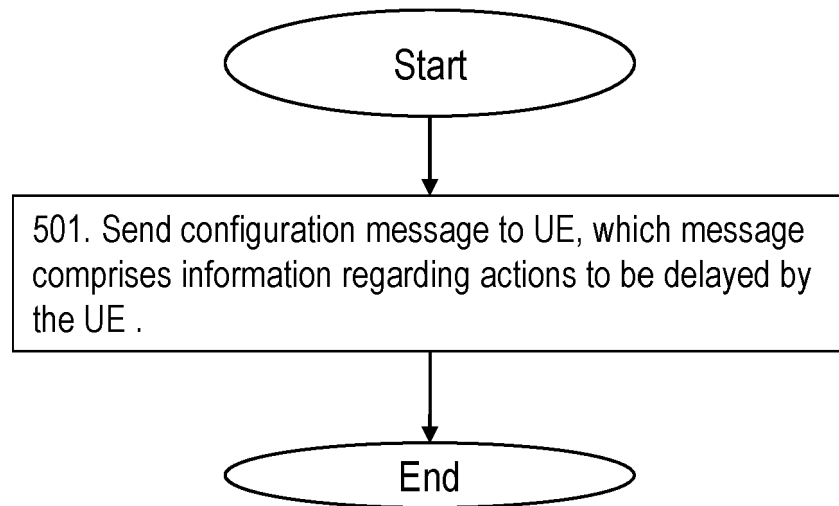 Start
501. Send configuration message to UE, which message
comprises information regarding actions to be delayed by
the UE .
End